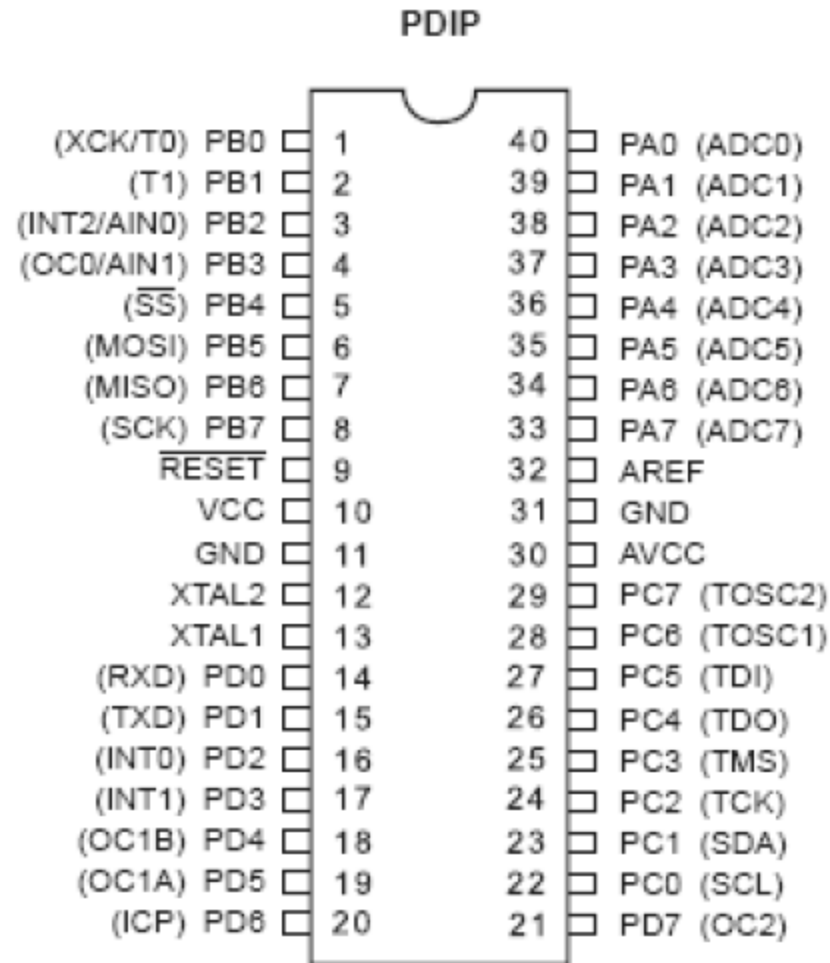 PDIP
(XCK/T0) PB0 1 40 PA0 (ADC0)
(T1) PB1 2 39 PA1 (ADC1)
(INT2/AIN0) PB2 3 38 PA2 (ADC2)
(OC0/AIN1) PB3 4 37 PA3 (ADC3)
(S̅S̅) PB4 5 36 PA4 (ADC4)
(MOSI) PB5 6 35 PA5 (ADC5)
(MISO) PB6 7 34 PA6 (ADC6)
(SCK) PB7 8 33 PA7 (ADC7)
R̅E̅S̅E̅T̅ 9 32 AREF
VCC 10 31 GND
GND 11 30 AVCC
XTAL2 12 29 PC7 (TOSC2)
XTAL1 13 28 PC6 (TOSC1)
(RXD) PD0 14 27 PC5 (TDI)
(TXD) PD1 15 26 PC4 (TDO)
(INT0) PD2 16 25 PC3 (TMS)
(INT1) PD3 17 24 PC2 (TCK)
(OC1B) PD4 18 23 PC1 (SDA)
(OC1A) PD5 19 22 PC0 (SCL)
(ICP) PD6 20 21 PD7 (OC2)